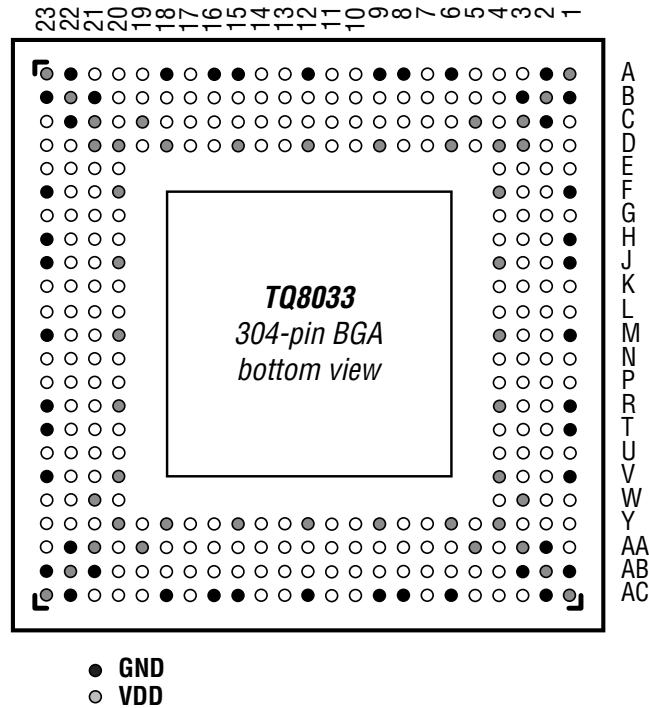 23 22 21 20 19 18 17 16 15 14 13 12 11 10 9 8 7 6 5 4 3 2 1
A
B
C
D
E
F
G
H
J
K
L
M
N
P
R
T
U
V
W
Y
AA
AB
AC
TQ8033
304-pin BGA
bottom view
GND
VDD